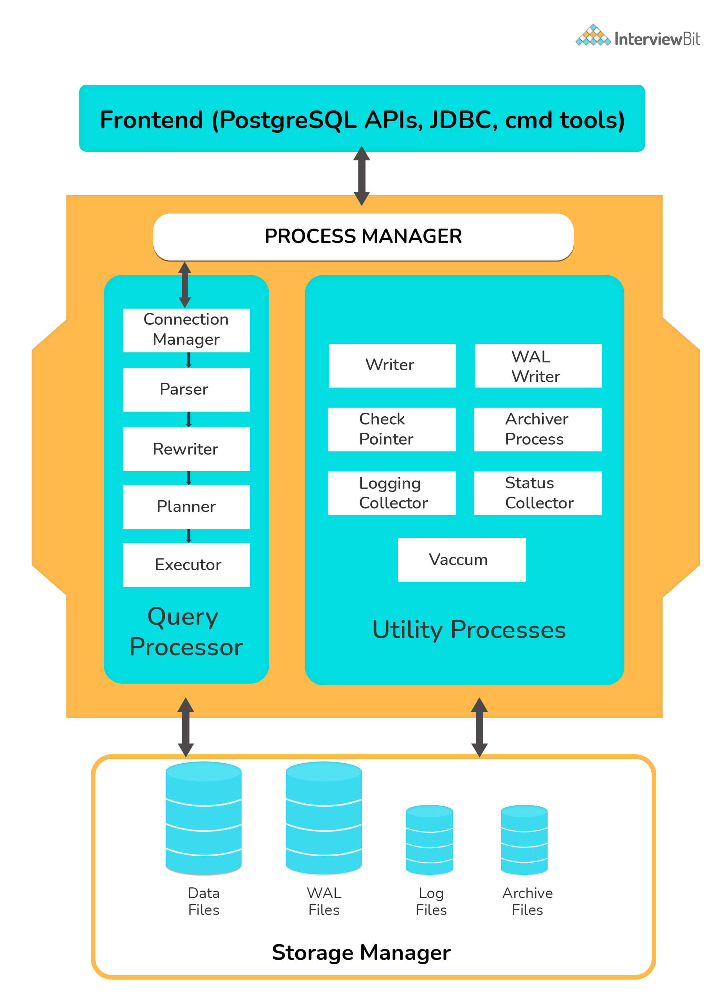 InterviewBit
Frontend (PostgreSQL APIs, JDBC, cmd tools)
PROCESS MANAGER
Connection
Manager
Parser
Rewriter
Planner
Executor
Query
Processor
Writer
WAL
Writer
Check
Pointer
Archiver
Process
Logging
Collector
Status
Collector
Vaccum
Utility Processes
Data
Files
WAL
Files
Log
Files
Archive
Files
Storage Manager